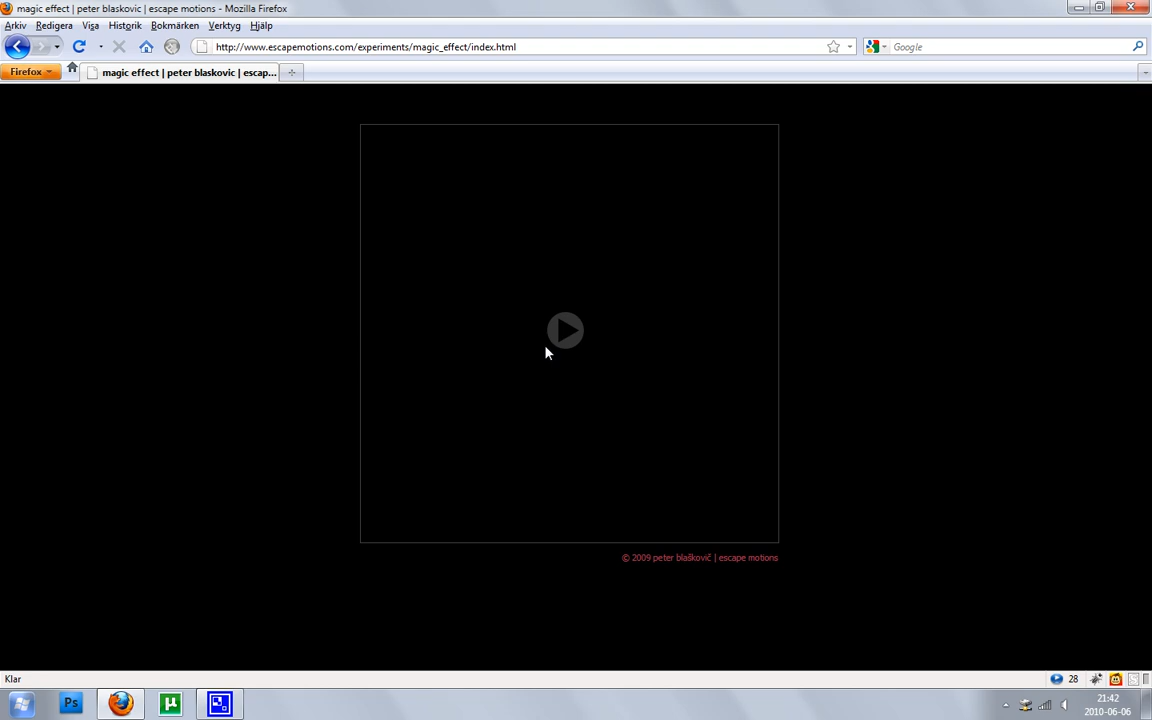 magic effect | peter blaskovic | escape motions - Mozilla Firefox
Arkiv Redigera Visa Historik Bokmärken Verktyg Hjälp
http://www.escapemotions.com/experiments/magic_effect/index.html
Google
Firefox
magic effect | peter blaskovic | escap...
© 2009 peter blaškovič | escape motions
Klar
28
Ps
µ
21:42
2010-06-06